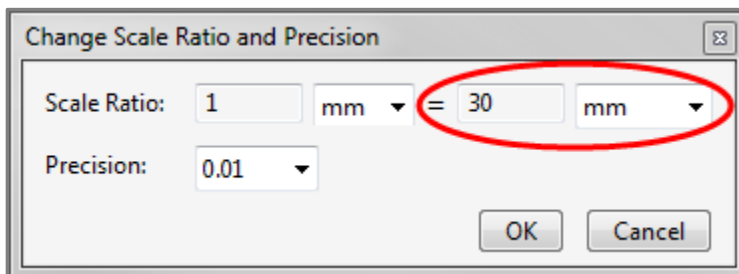 Change Scale Ratio and Precision
Scale Ratio: 1 mm = 30 mm
Precision: 0.01
OK Cancel